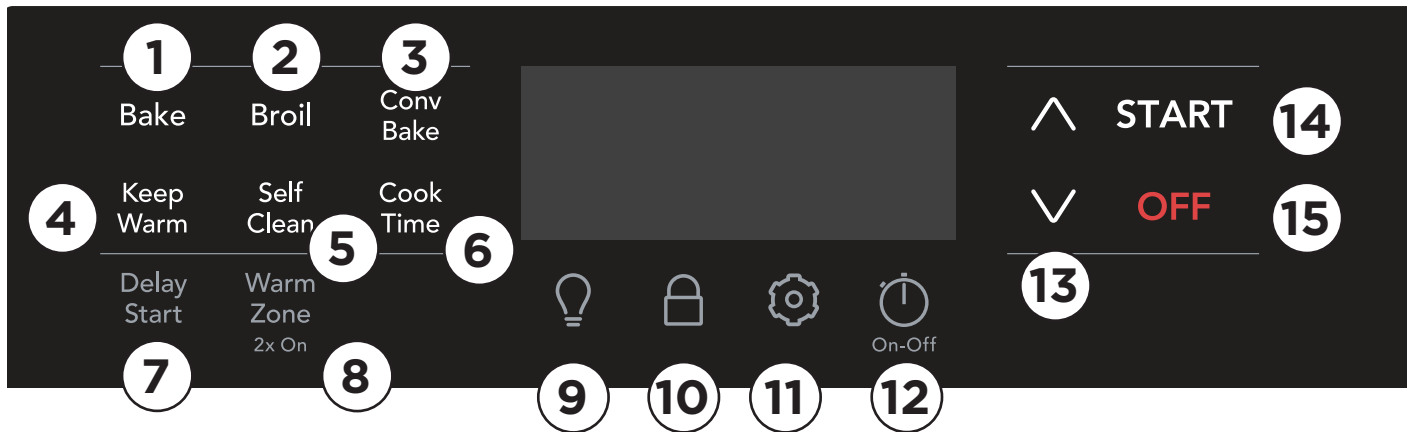 1 2 3
Bake Broil Conv
Bake
START 14
4 Keep
Warm
Self
Clean
5
Cook
Time
6
OFF 15
13
Delay
Start
7
Warm
Zone
2x On
8
On-Off
9 10 11 12